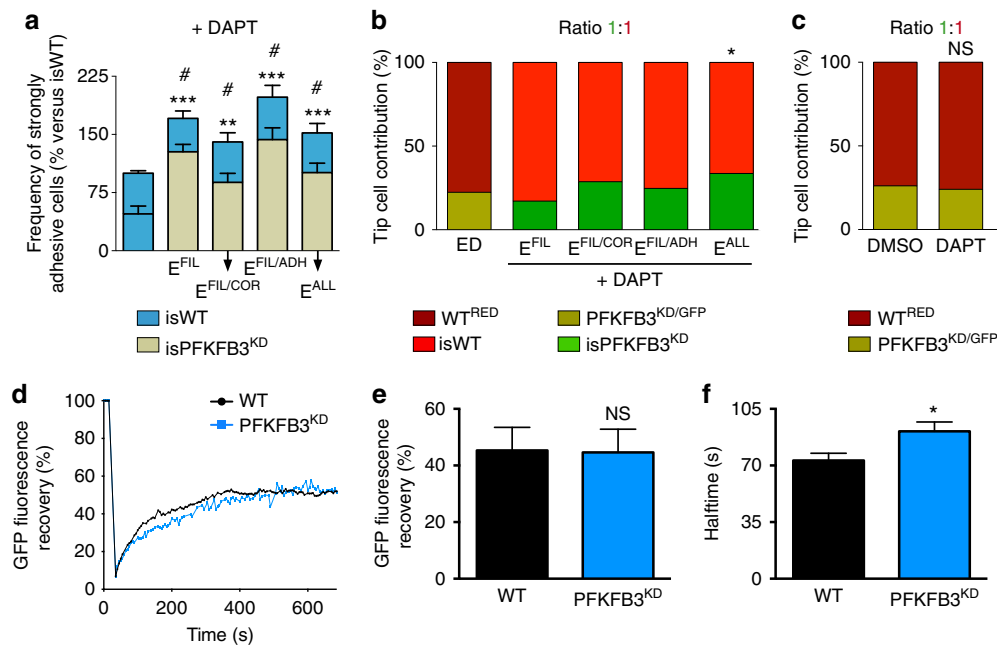 a
+ DAPT
Frequency of strongly
adhesive cells (% versus isWT)
225
150
75
0
#
***
#
**
#
***
#
***
E^FIL
E^FIL/COR
E^FIL/ADH
E^ALL
isWT
isPFKFB3^KD
b
Ratio 1:1
Tip cell contribution (%)
100
50
0
*
ED
E^FIL
E^FIL/COR
E^FIL/ADH
E^ALL
+ DAPT
WT^RED
isWT
PFKFB3^KD/GFP
isPFKFB3^KD
c
Ratio 1:1
NS
Tip cell contribution (%)
100
50
0
DMSO
DAPT
WT^RED
PFKFB3^KD/GFP
d
GFP fluorescence
recovery (%)
100
80
60
40
20
0
WT
PFKFB3^KD
0
200
400
600
Time (s)
e
GFP fluorescence
recovery (%)
60
40
20
0
NS
WT
PFKFB3^KD
f
Halftime (s)
105
70
35
0
*
WT
PFKFB3^KD